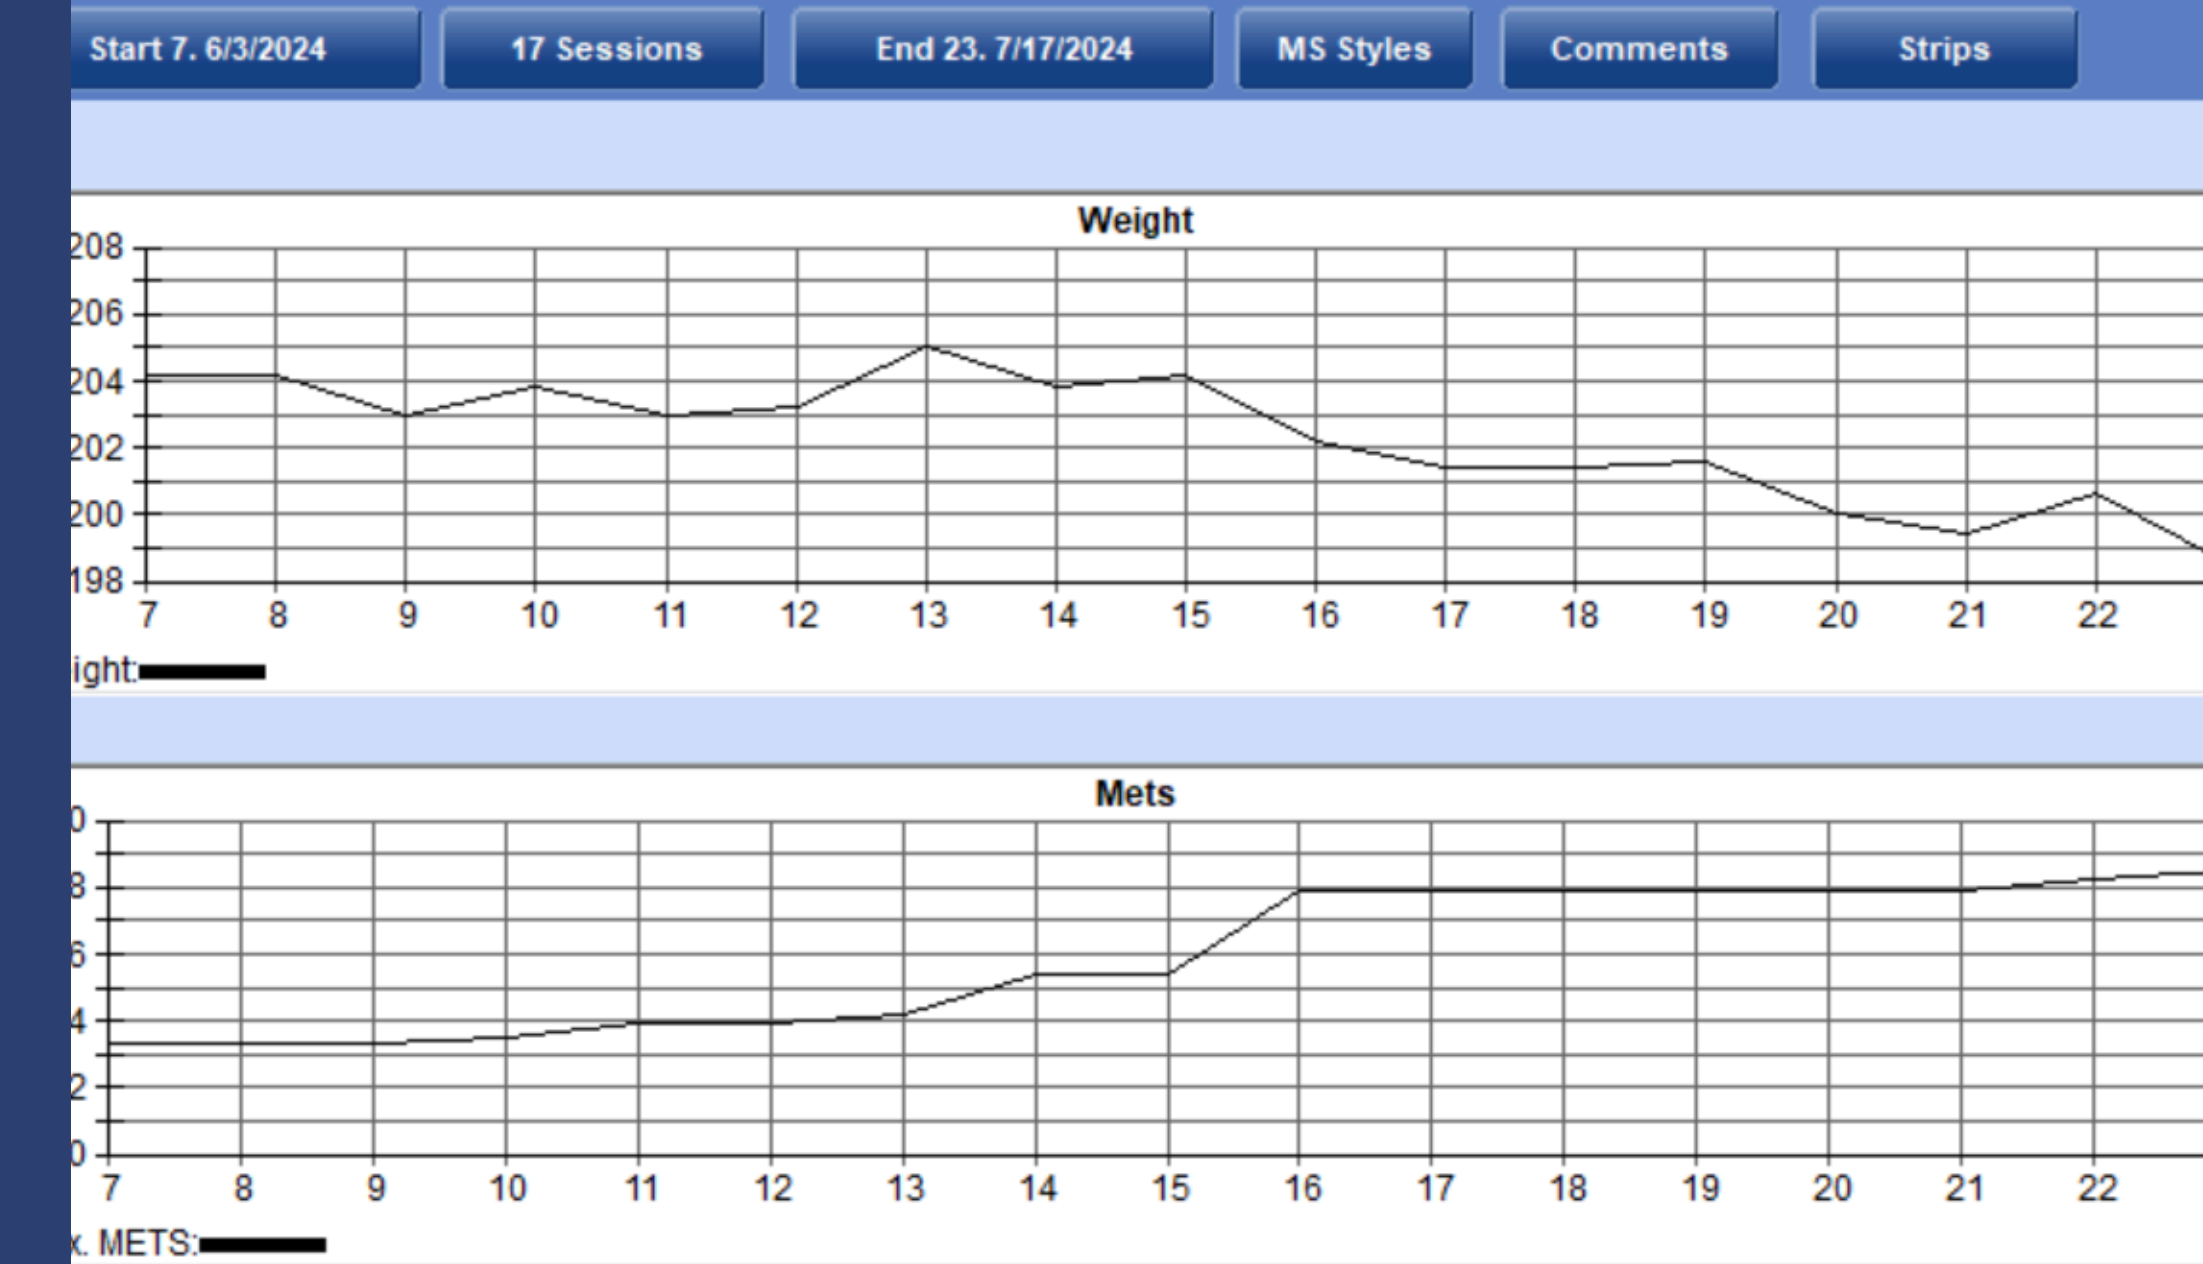 Start 7. 6/3/2024 17 Sessions End 23. 7/17/2024 MS Styles Comments Strips
Weight
208
206
204
202
200
198
7 8 9 10 11 12 13 14 15 16 17 18 19 20 21 22
ight:
Mets
0
8
6
4
2
0
7 8 9 10 11 12 13 14 15 16 17 18 19 20 21 22
x. METS: